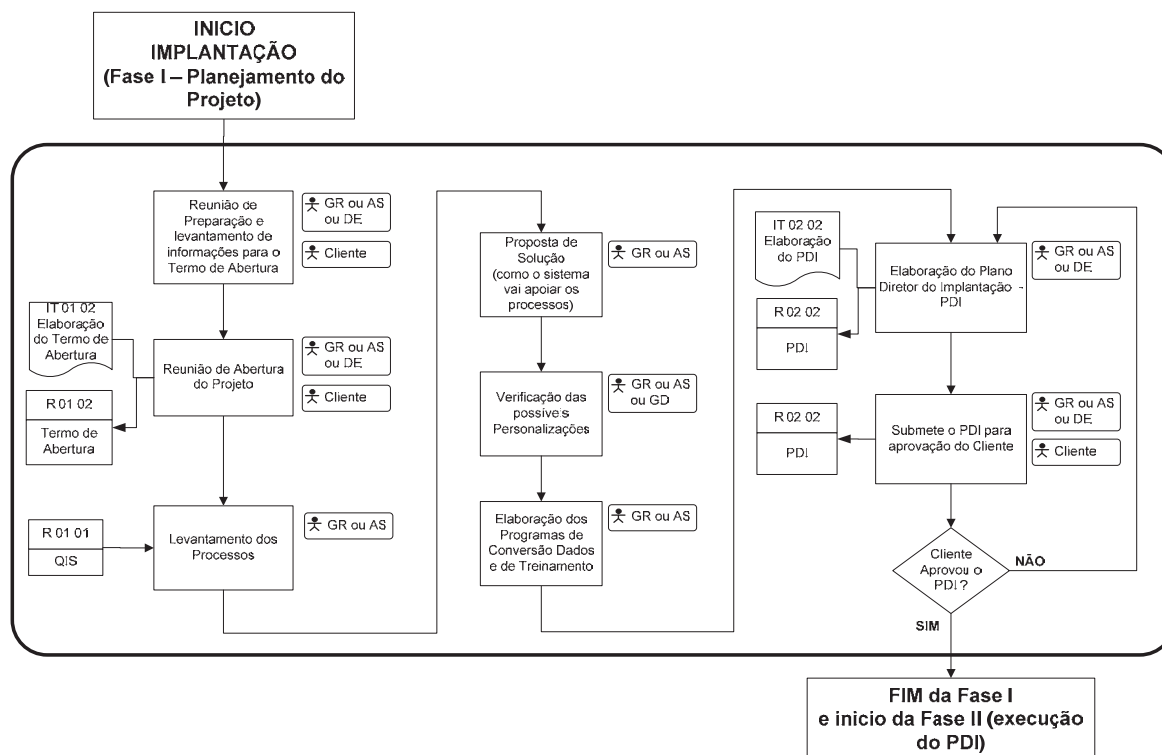 INICIO
IMPLANTAÇÃO
(Fase I – Planejamento do
Projeto)
Reunião de
Preparação e
levantamento de
informações para o
Termo de Abertura
GR ou AS
ou DE
Cliente
IT 01 02
Elaboração
do Termo de
Abertura
R 01 02
Termo de
Abertura
Reunião de Abertura
do Projeto
GR ou AS
ou DE
Cliente
R 01 01
QIS
Levantamento dos
Processos
GR ou AS
Proposta de
Solução
(como o sistema
vai apoiar os
processos)
GR ou AS
Verificação das
possíveis
Personalizações
GR ou AS
ou GD
Elaboração dos
Programas de
Conversão Dados
e de Treinamento
GR ou AS
IT 02 02
Elaboração
do PDI
R 02 02
PDI
Elaboração do Plano
Diretor do Implantação -
PDI
GR ou AS
ou DE
R 02 02
PDI
Submete o PDI para
aprovação do Cliente
GR ou AS
ou DE
Cliente
Cliente
Aprovou o
PDI ?
NÃO
SIM
FIM da Fase I
e inicio da Fase II (execução
do PDI)